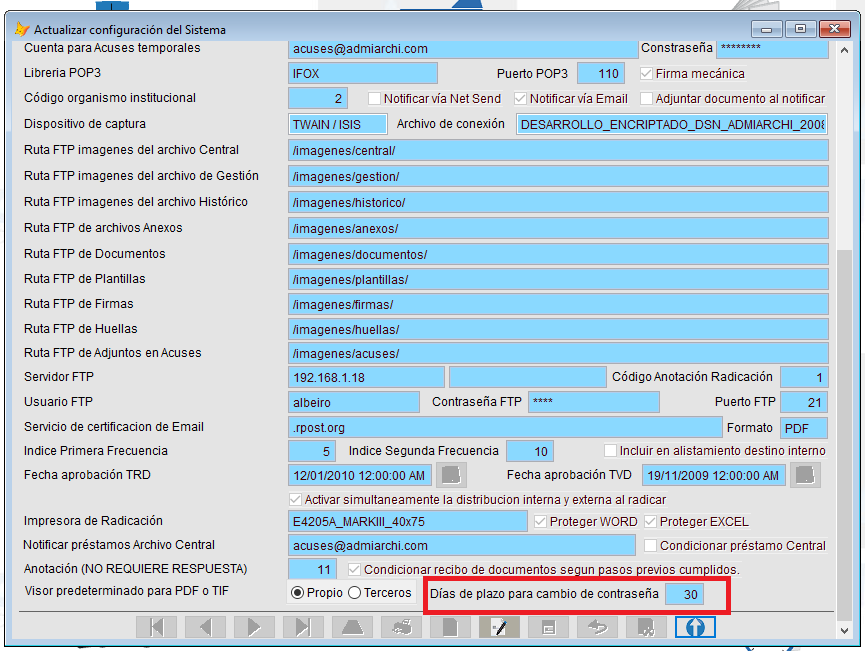 Actualizar configuración del Sistema
Cuenta para Acuses temporales acuses@admiarchi.com Constraseña ********
Libreria POP3 IFOX Puerto POP3 110 Firma mecánica
Código organismo institucional 2 Notificar vía Net Send Notificar vía Email Adjuntar documento al notificar
Dispositivo de captura TWAIN / ISIS Archivo de conexión DESARROLLO_ENCRIPTADO_DSN_ADMIARCHI_2008
Ruta FTP imagenes del archivo Central /imagenes/central/
Ruta FTP imagenes del archivo de Gestión /imagenes/gestion/
Ruta FTP imagenes del archivo Histórico /imagenes/historico/
Ruta FTP de archivos Anexos /imagenes/anexos/
Ruta FTP de Documentos /imagenes/documentos/
Ruta FTP de Plantillas /imagenes/plantillas/
Ruta FTP de Firmas /imagenes/firmas/
Ruta FTP de Huellas /imagenes/huellas/
Ruta FTP de Adjuntos en Acuses /imagenes/acuses/
Servidor FTP 192.168.1.18 Código Anotación Radicación 1
Usuario FTP albeiro Contraseña FTP **** Puerto FTP 21
Servicio de certificacion de Email .rpost.org Formato PDF
Indice Primera Frecuencia 5 Indice Segunda Frecuencia 10 Incluir en alistamiento destino interno
Fecha aprobación TRD 12/01/2010 12:00:00 AM Fecha aprobación TVD 19/11/2009 12:00:00 AM
Activar simultaneamente la distribucion interna y externa al radicar
Impresora de Radicación E4205A_MARKIII_40x75 Proteger WORD Proteger EXCEL
Notificar préstamos Archivo Central acuses@admiarchi.com Condicionar préstamo Central
Anotación (NO REQUIERE RESPUESTA) 11 Condicionar recibo de documentos segun pasos previos cumplidos.
Visor predeterminado para PDF o TIF Propio Terceros Días de plazo para cambio de contraseña 30